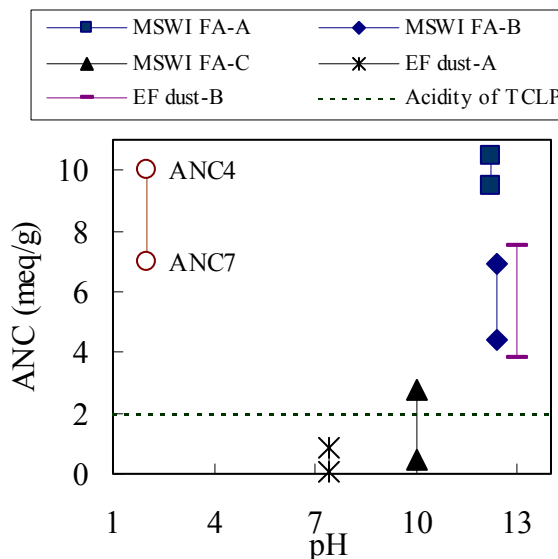 MSWI FA-A MSWI FA-B
MSWI FA-C EF dust-A
EF dust-B Acidity of TCLP
10
8
6
4
2
0
ANC (meq/g)
ANC4
ANC7
1 4 7 10 13
pH